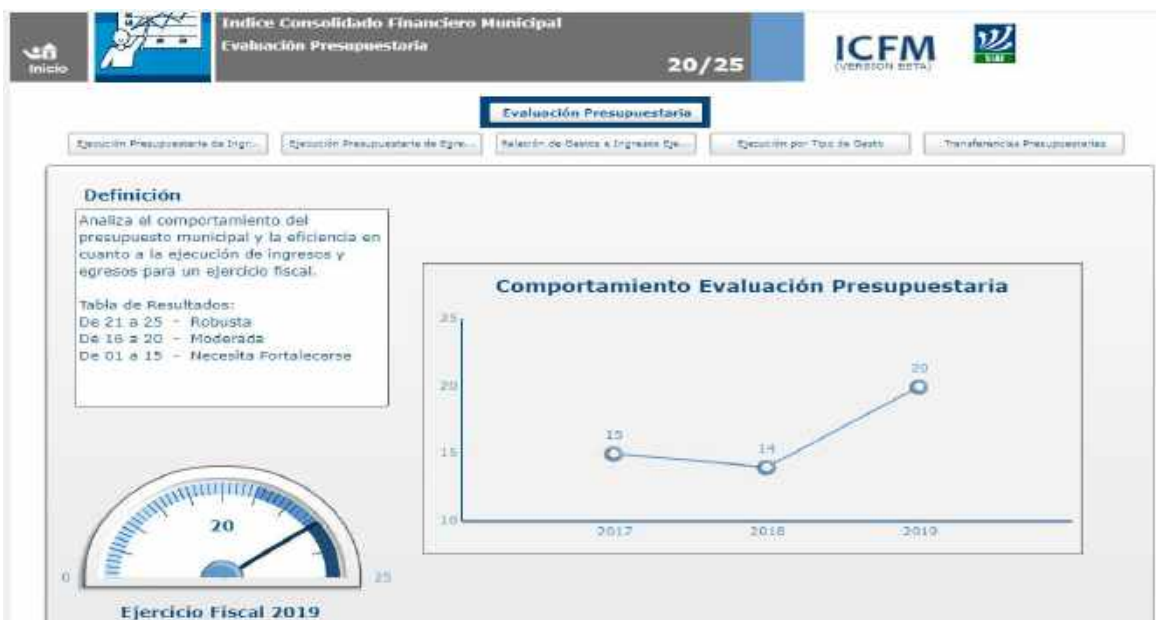 Indice Consolidado Financiero Municipal
Evaluación Presupuestaria
Inicio
20/25
ICFM
(VERSION BETA)
Evaluación Presupuestaria
Ejecución Presupuestaria de Ingr...
Ejecución Presupuestaria de Egre...
Relación de Gastos a Ingresos Eje...
Ejecución por Tipo de Gasto
Transferencias Presupuestarias
Definición
Analiza el comportamiento del
presupuesto municipal y la eficiencia en
cuanto a la ejecución de ingresos y
egresos para un ejercicio fiscal.
Tabla de Resultados:
De 21 a 25 - Robusta
De 16 a 20 - Moderada
De 01 a 15 - Necesita Fortalecerse
Comportamiento Evaluación Presupuestaria
25
20
15
10
15
14
20
2017
2018
2019
20
0
25
Ejercicio Fiscal 2019